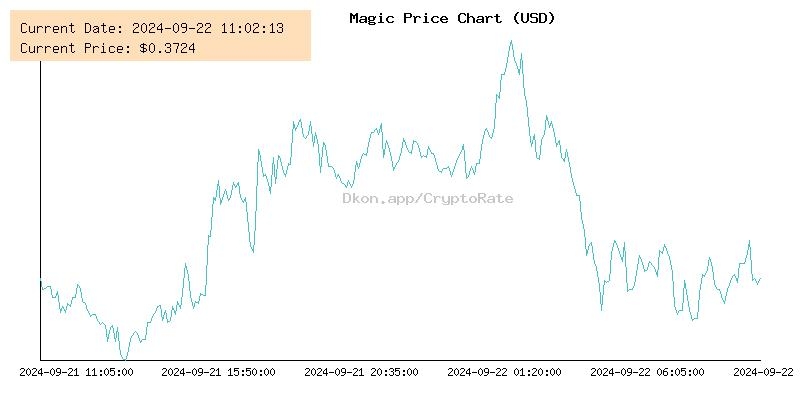 Magic Price Chart (USD)
Current Date: 2024-09-22 11:02:13
Current Price: $0.3724
Dkon.app/CryptoRate
2024-09-21 11:05:00 2024-09-21 15:50:00 2024-09-21 20:35:00 2024-09-22 01:20:00 2024-09-22 06:05:00 2024-09-22